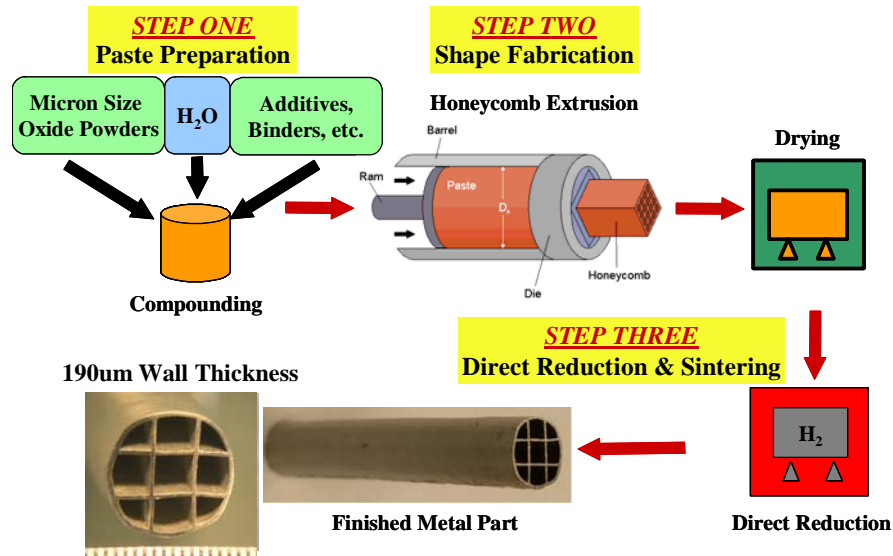 STEP ONE
Paste Preparation
Micron Size
Oxide Powders
H₂O
Additives,
Binders, etc.
Compounding
STEP TWO
Shape Fabrication
Honeycomb Extrusion
Barrel
Ram
Paste
Dₒ
Die
Honeycomb
Drying
STEP THREE
Direct Reduction & Sintering
H₂
Direct Reduction
190um Wall Thickness
Finished Metal Part